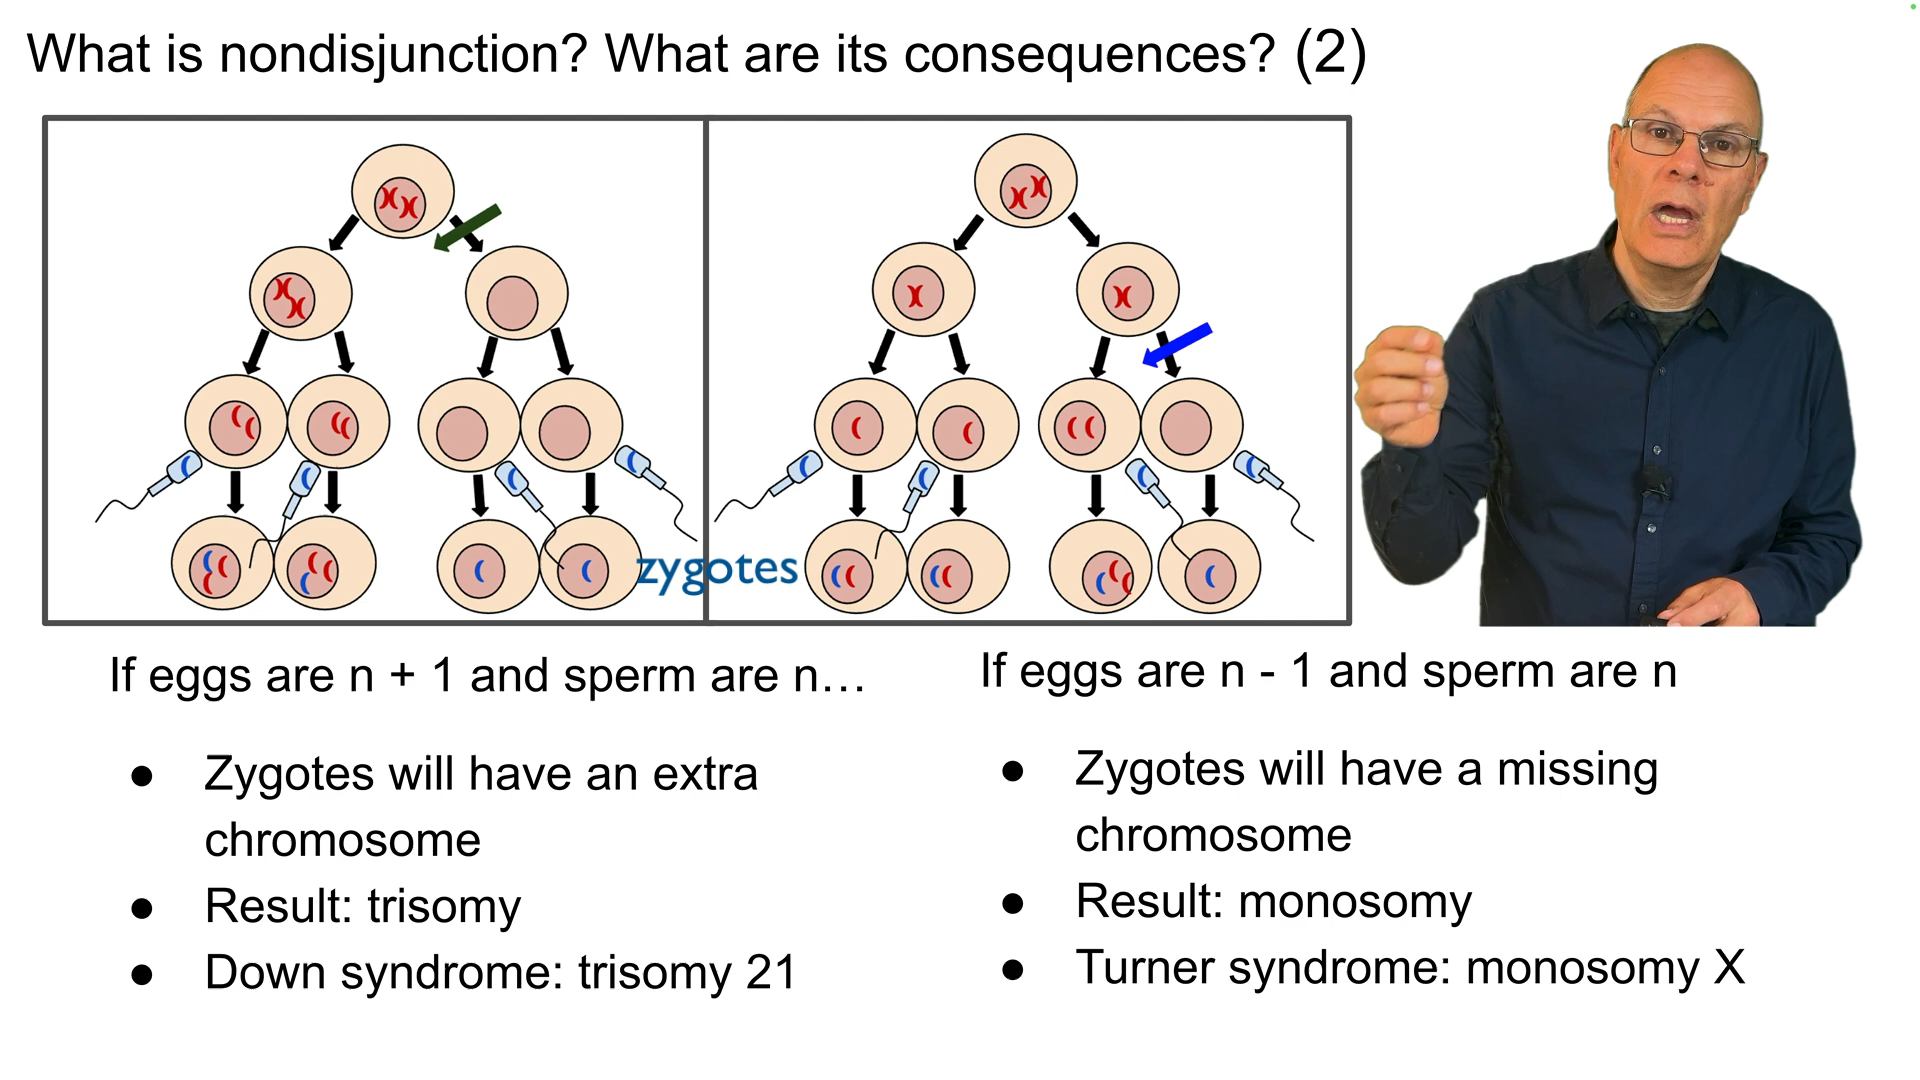 What is nondisjunction? What are its consequences? (2)
zygotes
If eggs are n + 1 and sperm are n…
● Zygotes will have an extra
chromosome
● Result: trisomy
● Down syndrome: trisomy 21
If eggs are n - 1 and sperm are n
● Zygotes will have a missing
chromosome
● Result: monosomy
● Turner syndrome: monosomy X